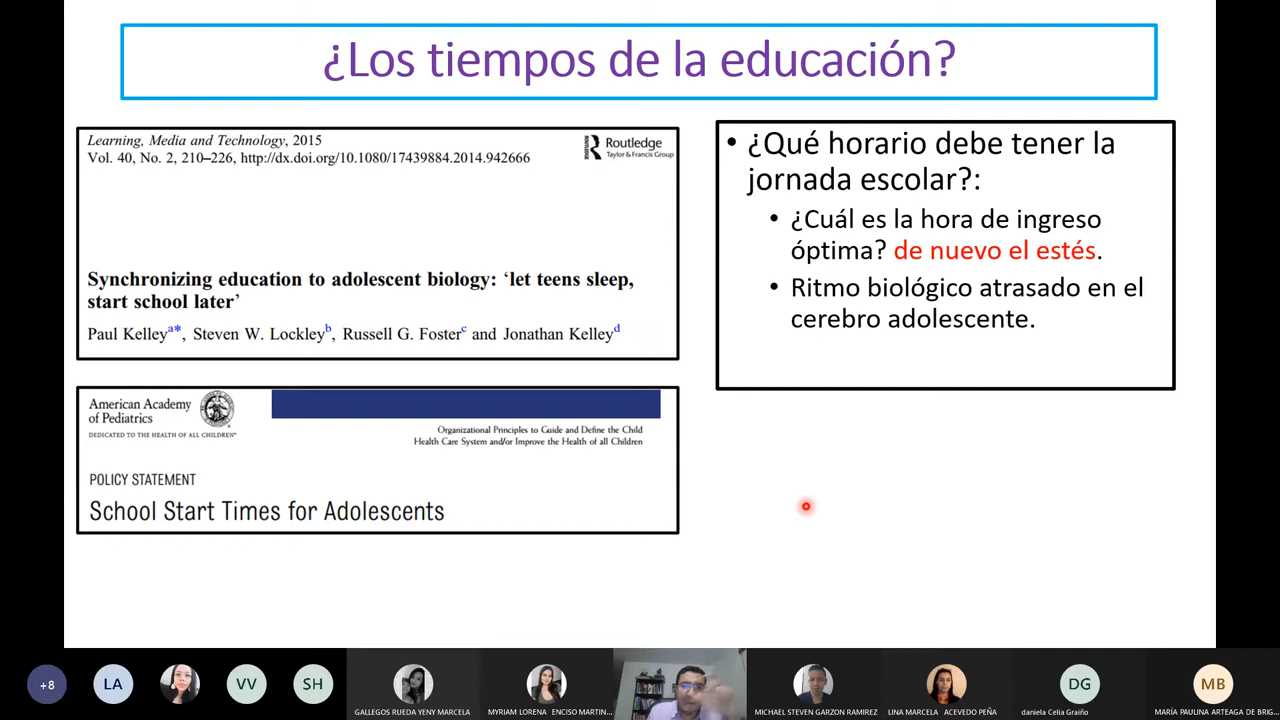 ¿Los tiempos de la educación?
Learning, Media and Technology, 2015
Vol. 40, No. 2, 210–226, http://dx.doi.org/10.1080/17439884.2014.942666
Routledge
Taylor & Francis Group
Synchronizing education to adolescent biology: ‘let teens sleep,
start school later’
Paul Kelleyᵃ*, Steven W. Lockleyᵇ, Russell G. Fosterᶜ and Jonathan Kelleyᵈ
American Academy
of Pediatrics
DEDICATED TO THE HEALTH OF ALL CHILDREN™
Organizational Principles to Guide and Define the Child
Health Care System and/or Improve the Health of all Children
POLICY STATEMENT
School Start Times for Adolescents
• ¿Qué horario debe tener la
jornada escolar?:
• ¿Cuál es la hora de ingreso
óptima? de nuevo el estés.
• Ritmo biológico atrasado en el
cerebro adolescente.
+8
LA
VV
SH
DG
MB
GALLEGOS RUEDA YENY MARCELA
MYRIAM LORENA ENCISO MARTIN...
MICHAEL STEVEN GARZON RAMIREZ
LINA MARCELA ACEVEDO PEÑA
daniela Celia Graiño
MARÍA PAULINA ARTEAGA DE BRIG...